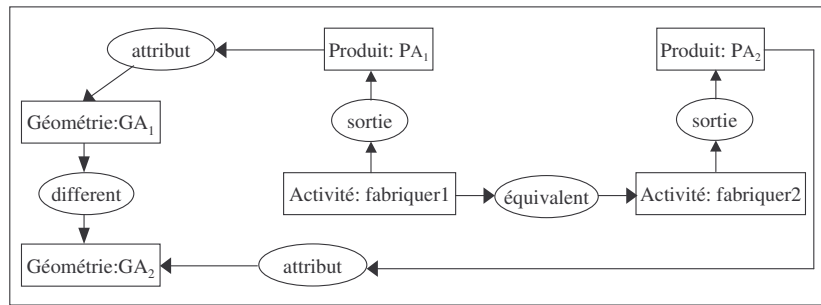 attribut
Produit: PA₁
Produit: PA₂
Géométrie:GA₁
sortie
sortie
different
Activité: fabriquer1
équivalent
Activité: fabriquer2
Géométrie:GA₂
attribut